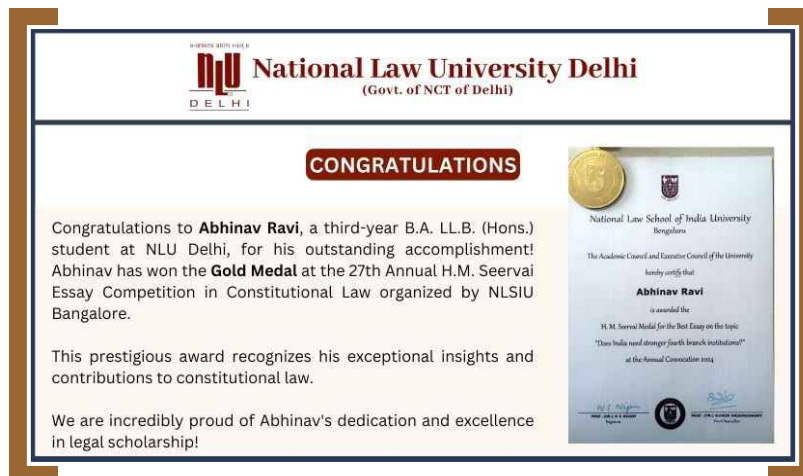 NLU
DELHI
National Law University Delhi
(Govt. of NCT of Delhi)
CONGRATULATIONS
Congratulations to Abhinav Ravi, a third-year B.A. LL.B. (Hons.)
student at NLU Delhi, for his outstanding accomplishment!
Abhinav has won the Gold Medal at the 27th Annual H.M. Seervai
Essay Competition in Constitutional Law organized by NLSIU
Bangalore.
This prestigious award recognizes his exceptional insights and
contributions to constitutional law.
We are incredibly proud of Abhinav's dedication and excellence
in legal scholarship!
National Law School of India University
Bengaluru
The Academic Council and Executive Council of the University
hereby certify that
Abhinav Ravi
is awarded the
H. M. Seervai Medal for the Best Essay on the topic
"Does India need stronger fourth branch institutions?"
at the Annual Convocation 2024
Registrar
Vice-Chancellor